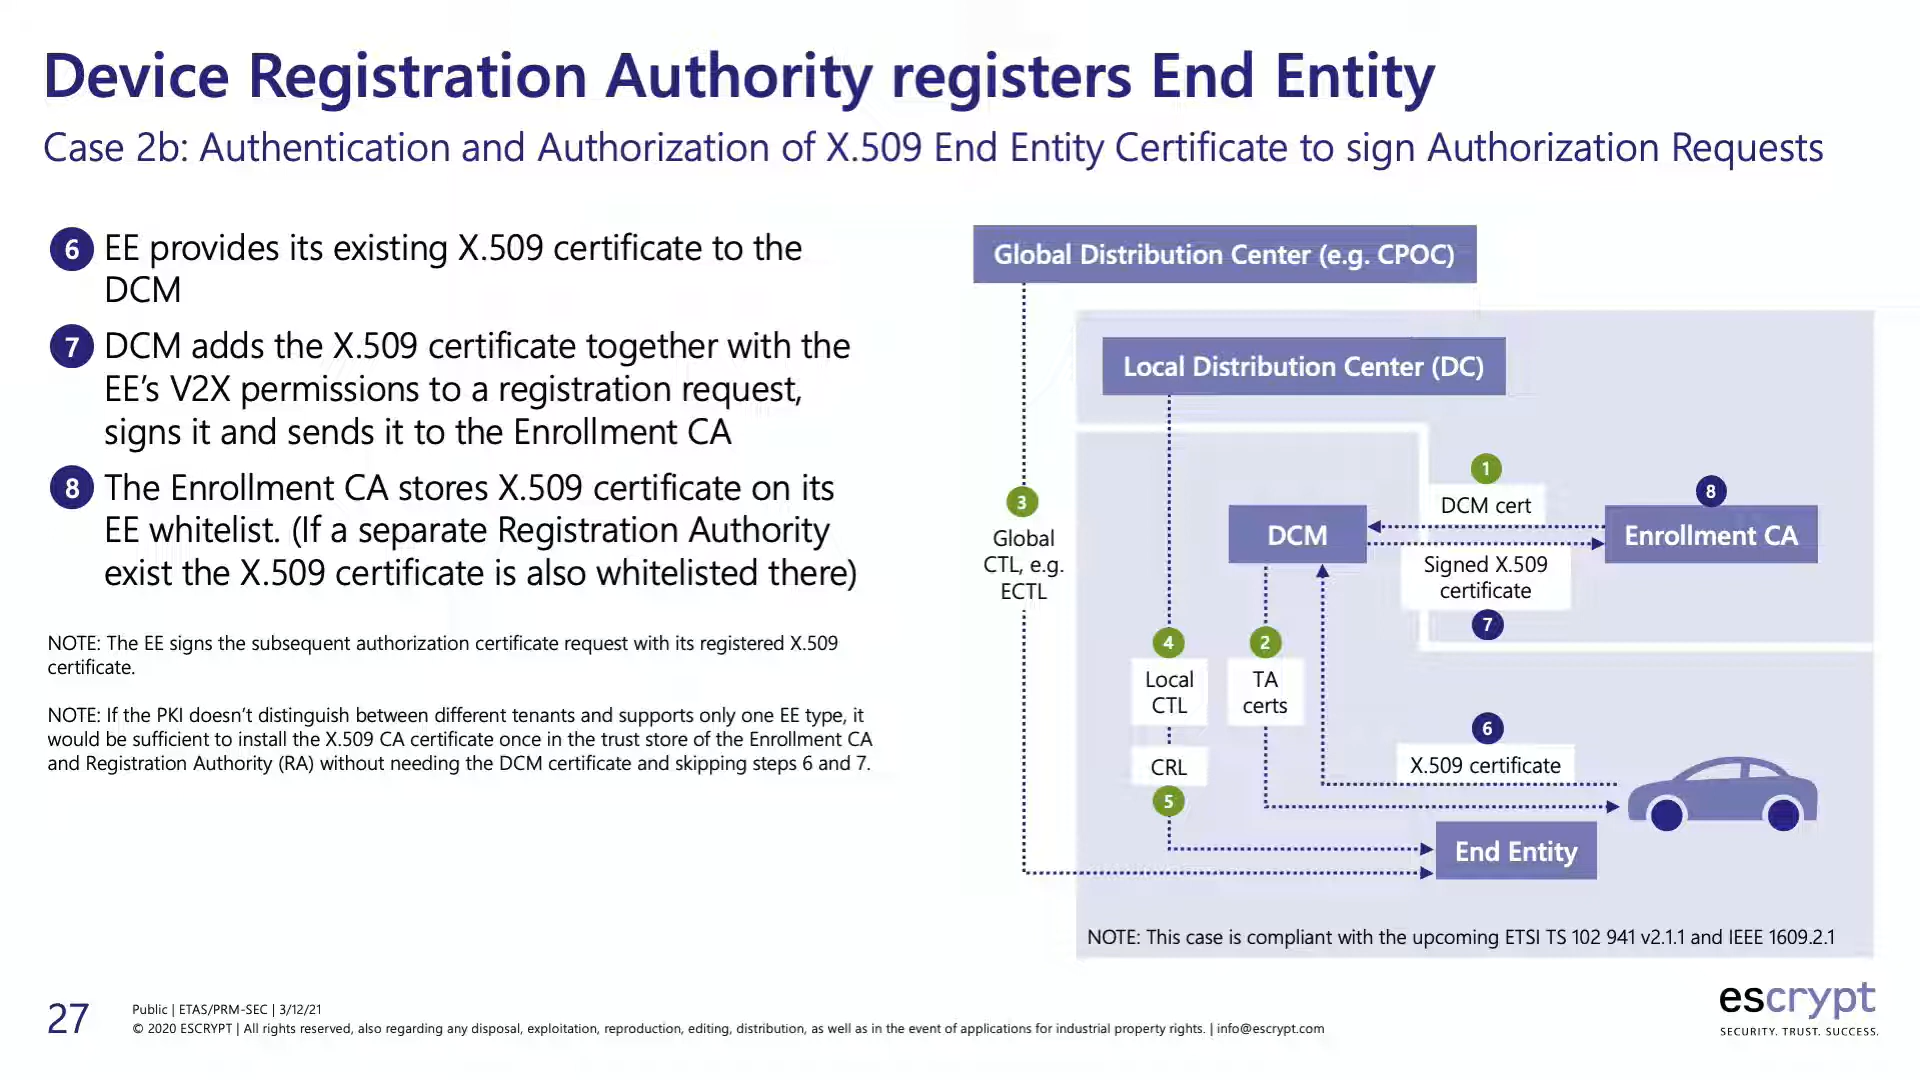 Device Registration Authority registers End Entity
Case 2b: Authentication and Authorization of X.509 End Entity Certificate to sign Authorization Requests
6 EE provides its existing X.509 certificate to the
DCM
7 DCM adds the X.509 certificate together with the
EE’s V2X permissions to a registration request,
signs it and sends it to the Enrollment CA
8 The Enrollment CA stores X.509 certificate on its
EE whitelist. (If a separate Registration Authority
exist the X.509 certificate is also whitelisted there)
NOTE: The EE signs the subsequent authorization certificate request with its registered X.509
certificate.
NOTE: If the PKI doesn’t distinguish between different tenants and supports only one EE type, it
would be sufficient to install the X.509 CA certificate once in the trust store of the Enrollment CA
and Registration Authority (RA) without needing the DCM certificate and skipping steps 6 and 7.
Global Distribution Center (e.g. CPOC)
Local Distribution Center (DC)
1
DCM cert
8
3
Global
CTL, e.g.
ECTL
DCM
Enrollment CA
Signed X.509
certificate
7
4
Local
CTL
2
TA
certs
6
X.509 certificate
CRL
5
End Entity
NOTE: This case is compliant with the upcoming ETSI TS 102 941 v2.1.1 and IEEE 1609.2.1
27
Public | ETAS/PRM-SEC | 3/12/21
© 2020 ESCRYPT | All rights reserved, also regarding any disposal, exploitation, reproduction, editing, distribution, as well as in the event of applications for industrial property rights. | info@escrypt.com
escrypt
SECURITY. TRUST. SUCCESS.